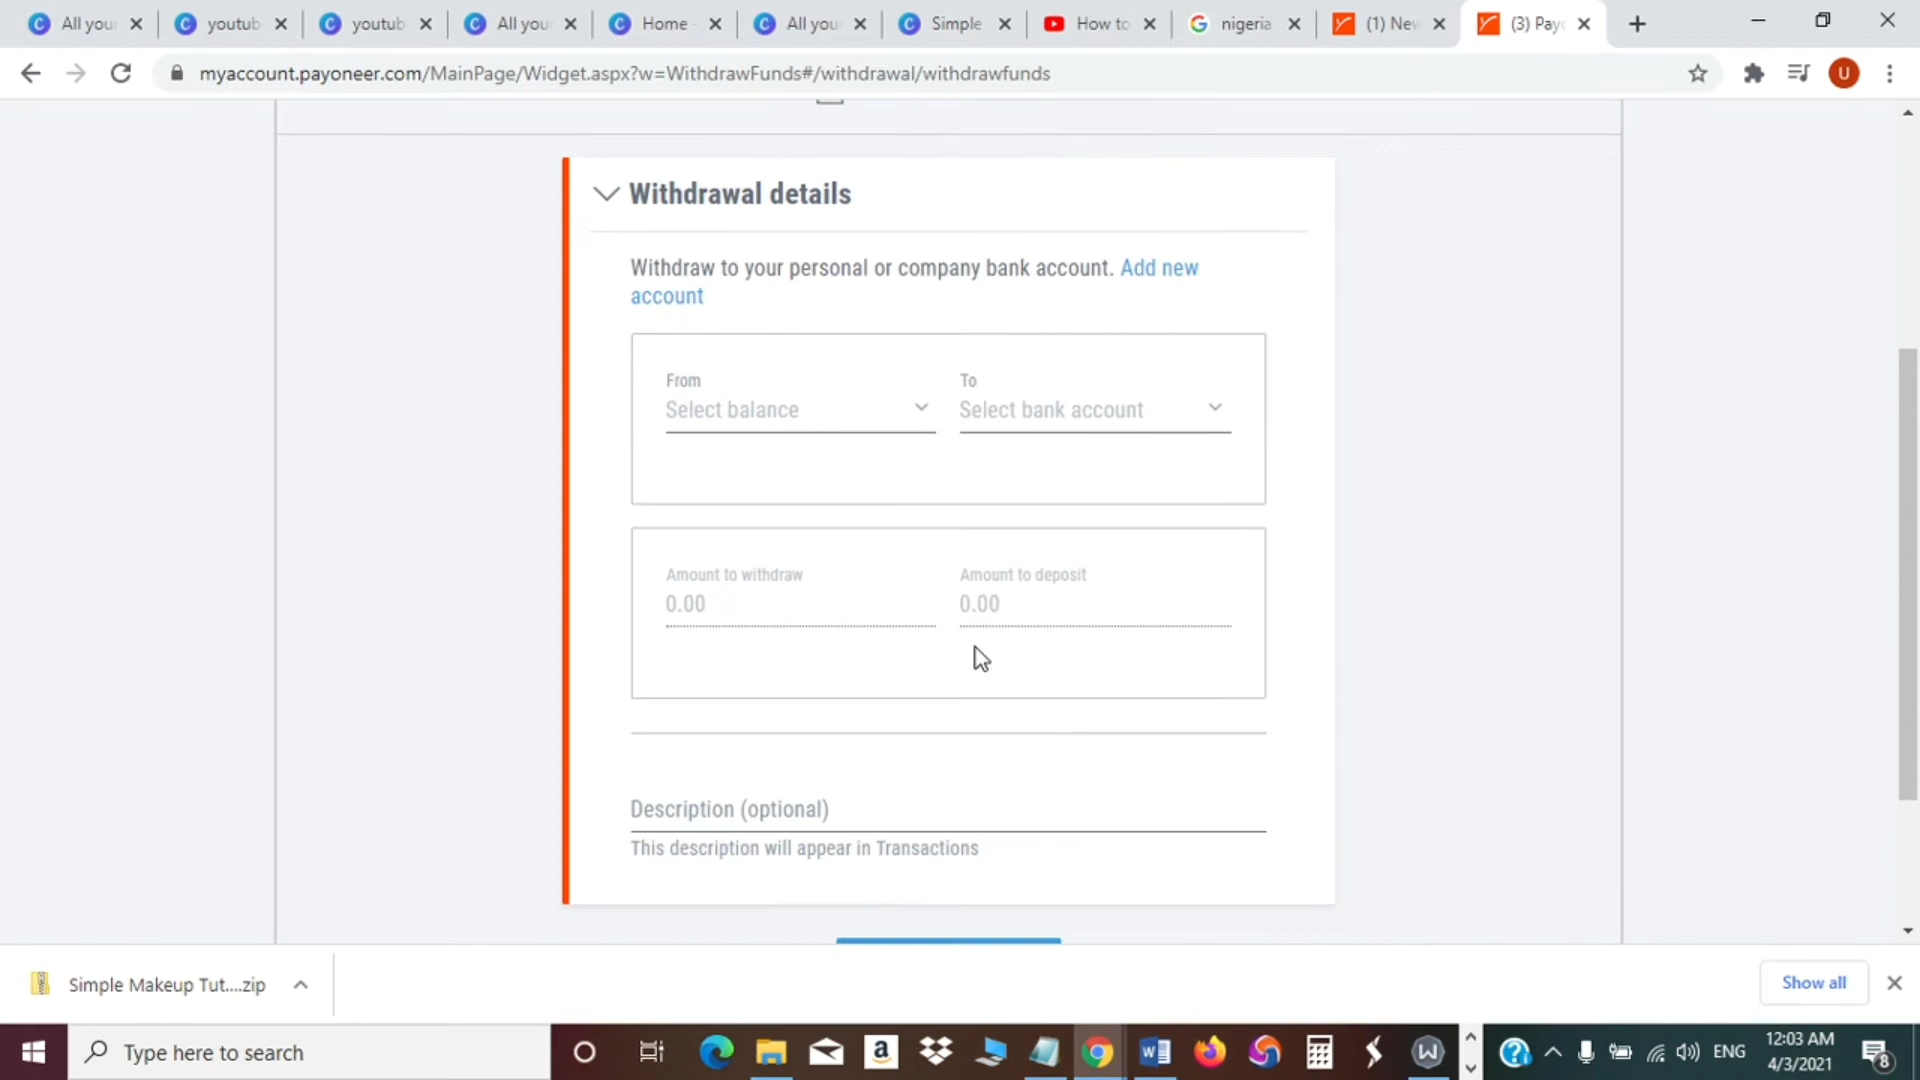 All you
youtub
youtub
All you
Home -
All you
Simple
How to
nigeria
(1) New
(3) Payo
myaccount.payoneer.com/MainPage/Widget.aspx?w=WithdrawFunds#/withdrawal/withdrawfunds
U
Withdrawal details
Withdraw to your personal or company bank account. Add new
account
From
To
Select balance
Select bank account
Amount to withdraw
Amount to deposit
0.00
0.00
Description (optional)
This description will appear in Transactions
Simple Makeup Tut....zip
Show all
Type here to search
ENG
12:03 AM
4/3/2021
8